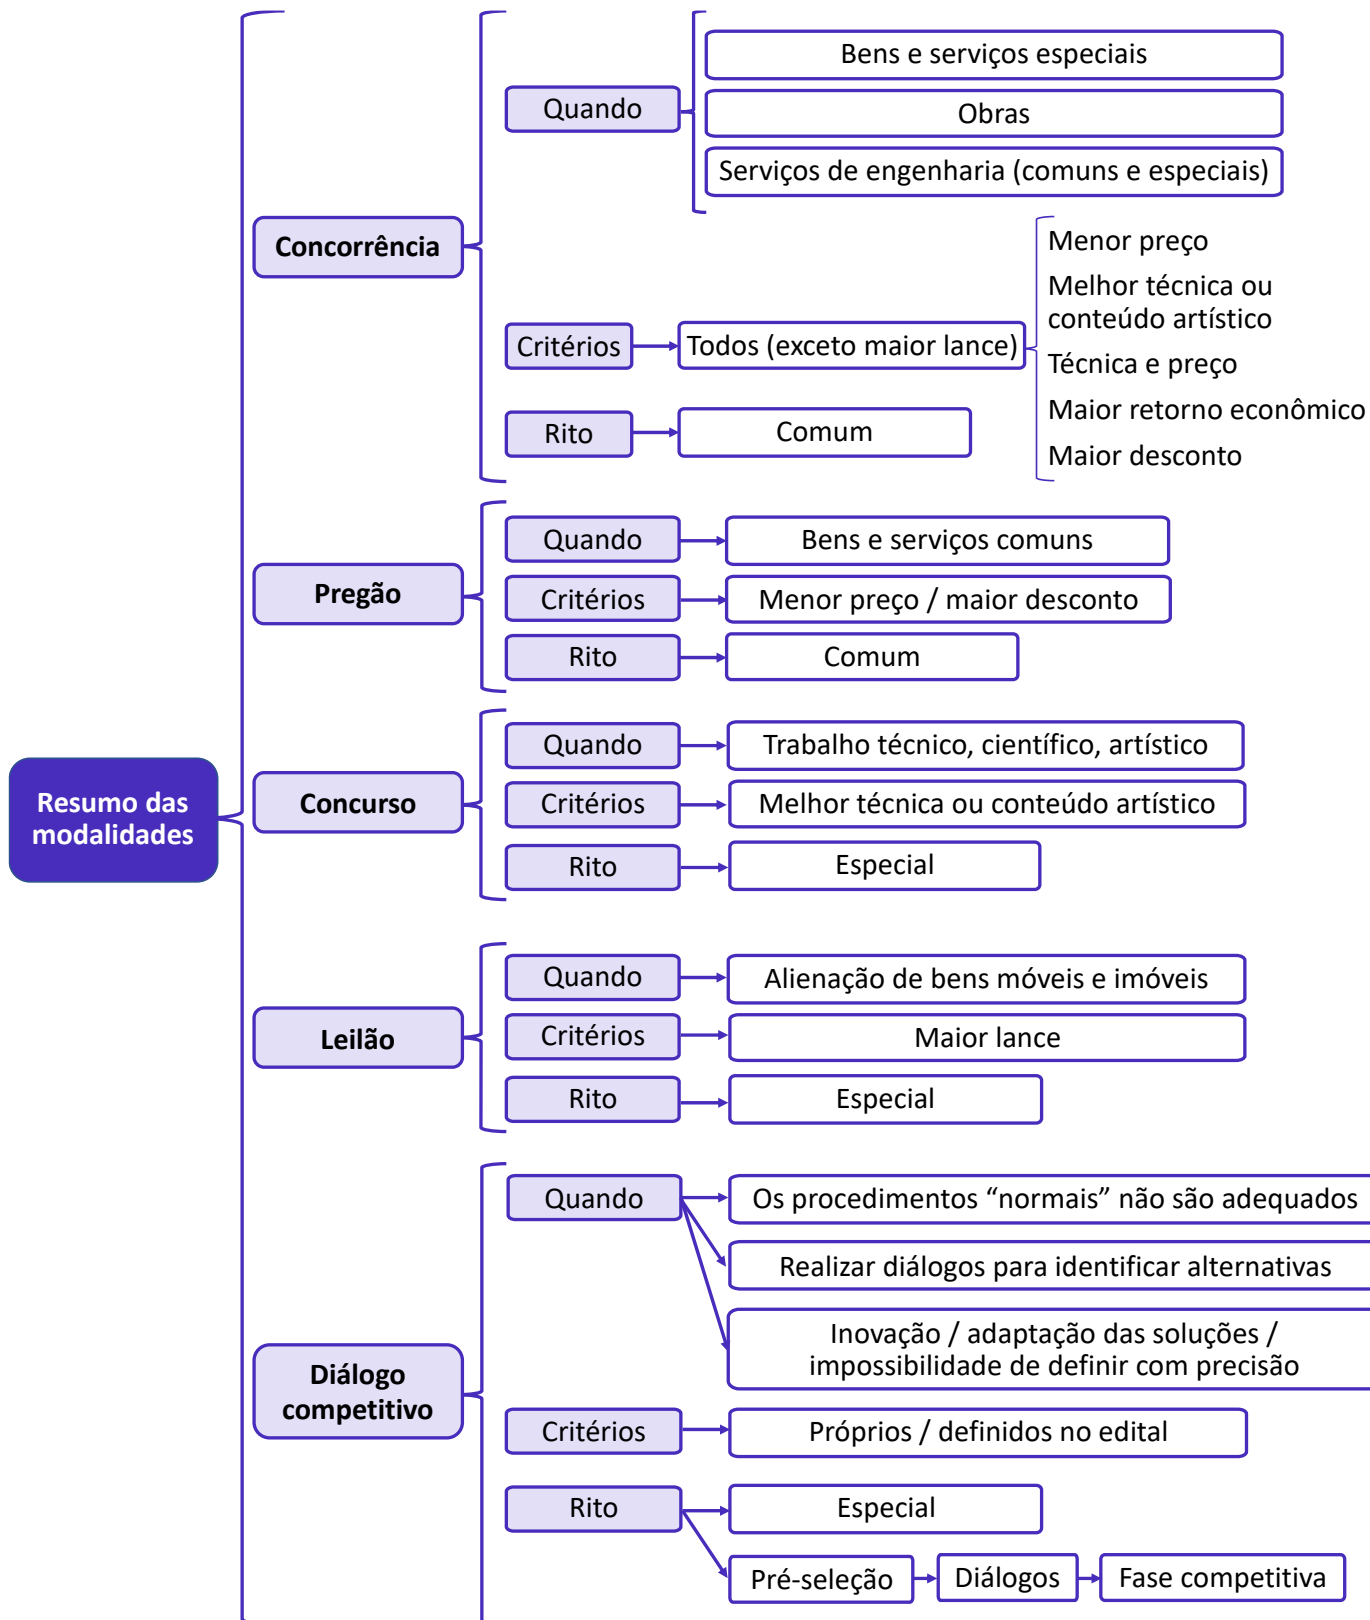 Resumo das
modalidades
Concorrência
Quando
Bens e serviços especiais
Obras
Serviços de engenharia (comuns e especiais)
Critérios
Todos (exceto maior lance)
Menor preço
Melhor técnica ou
conteúdo artístico
Técnica e preço
Maior retorno econômico
Maior desconto
Rito
Comum
Pregão
Quando
Bens e serviços comuns
Critérios
Menor preço / maior desconto
Rito
Comum
Concurso
Quando
Trabalho técnico, científico, artístico
Critérios
Melhor técnica ou conteúdo artístico
Rito
Especial
Leilão
Quando
Alienação de bens móveis e imóveis
Critérios
Maior lance
Rito
Especial
Diálogo
competitivo
Quando
Os procedimentos “normais” não são adequados
Realizar diálogos para identificar alternativas
Inovação / adaptação das soluções /
impossibilidade de definir com precisão
Critérios
Próprios / definidos no edital
Rito
Especial
Pré-seleção
Diálogos
Fase competitiva